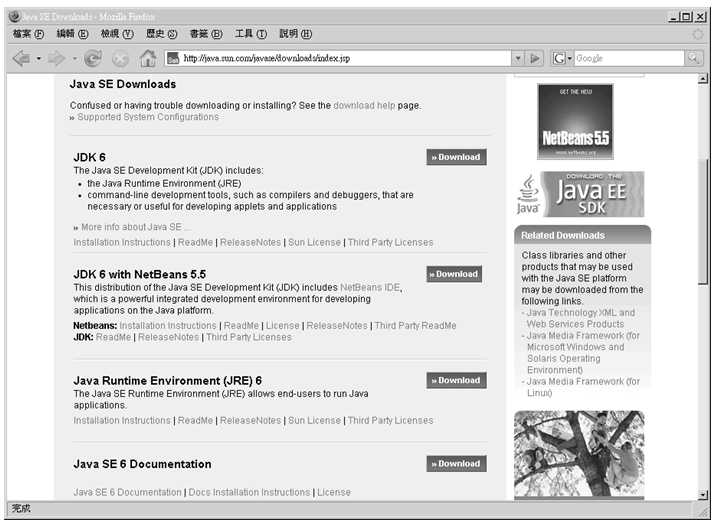 Java SE Downloads - Mozilla Firefox
檔案(F) 編輯(E) 檢視(V) 歷史(S) 書籤(B) 工具(T) 說明(H)
http://java.sun.com/javase/downloads/index.jsp
Google
Java SE Downloads
Confused or having trouble downloading or installing? See the download help page.
» Supported System Configurations
JDK 6
» Download
The Java SE Development Kit (JDK) includes:
• the Java Runtime Environment (JRE)
• command-line development tools, such as compilers and debuggers, that are
necessary or useful for developing applets and applications
» More info about Java SE ...
Installation Instructions | ReadMe | ReleaseNotes | Sun License | Third Party Licenses
JDK 6 with NetBeans 5.5
» Download
This distribution of the Java SE Development Kit (JDK) includes NetBeans IDE,
which is a powerful integrated development environment for developing
applications on the Java platform.
Netbeans: Installation Instructions | ReadMe | License | ReleaseNotes | Third Party ReadMe
JDK: ReadMe | ReleaseNotes | Third Party Licenses
Java Runtime Environment (JRE) 6
» Download
The Java SE Runtime Environment (JRE) allows end-users to run Java
applications.
Installation Instructions | ReadMe | ReleaseNotes | Sun License | Third Party Licenses
Java SE 6 Documentation
» Download
Java SE 6 Documentation | Docs Installation Instructions | License
GET THE NEW
NetBeans 5.5
www.netbeans.org
DOWNLOAD THE
Java EE
SDK
Java
Related Downloads
Class libraries and other
products that may be used
with the Java SE platform
may be downloaded from the
following links.
- Java Technology XML and
Web Services Products
- Java Media Framework (for
Microsoft Windows and
Solaris Operating
Environment)
- Java Media Framework (for
Linux)
完成